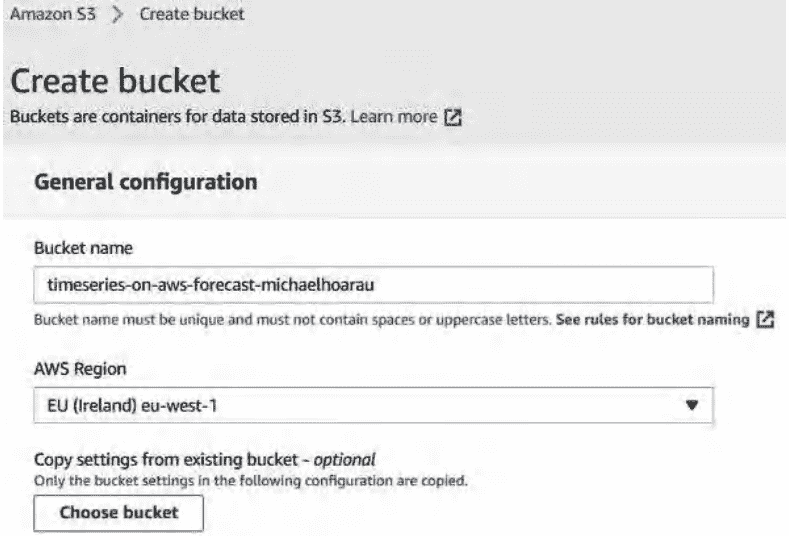 Amazon S3 > Create bucket
Create bucket
Buckets are containers for data stored in S3. Learn more
General configuration
Bucket name
timeseries-on-aws-forecast-michaelhoarau
Bucket name must be unique and must not contain spaces or uppercase letters. See rules for bucket naming
AWS Region
EU (Ireland) eu-west-1
Copy settings from existing bucket - optional
Only the bucket settings in the following configuration are copied.
Choose bucket